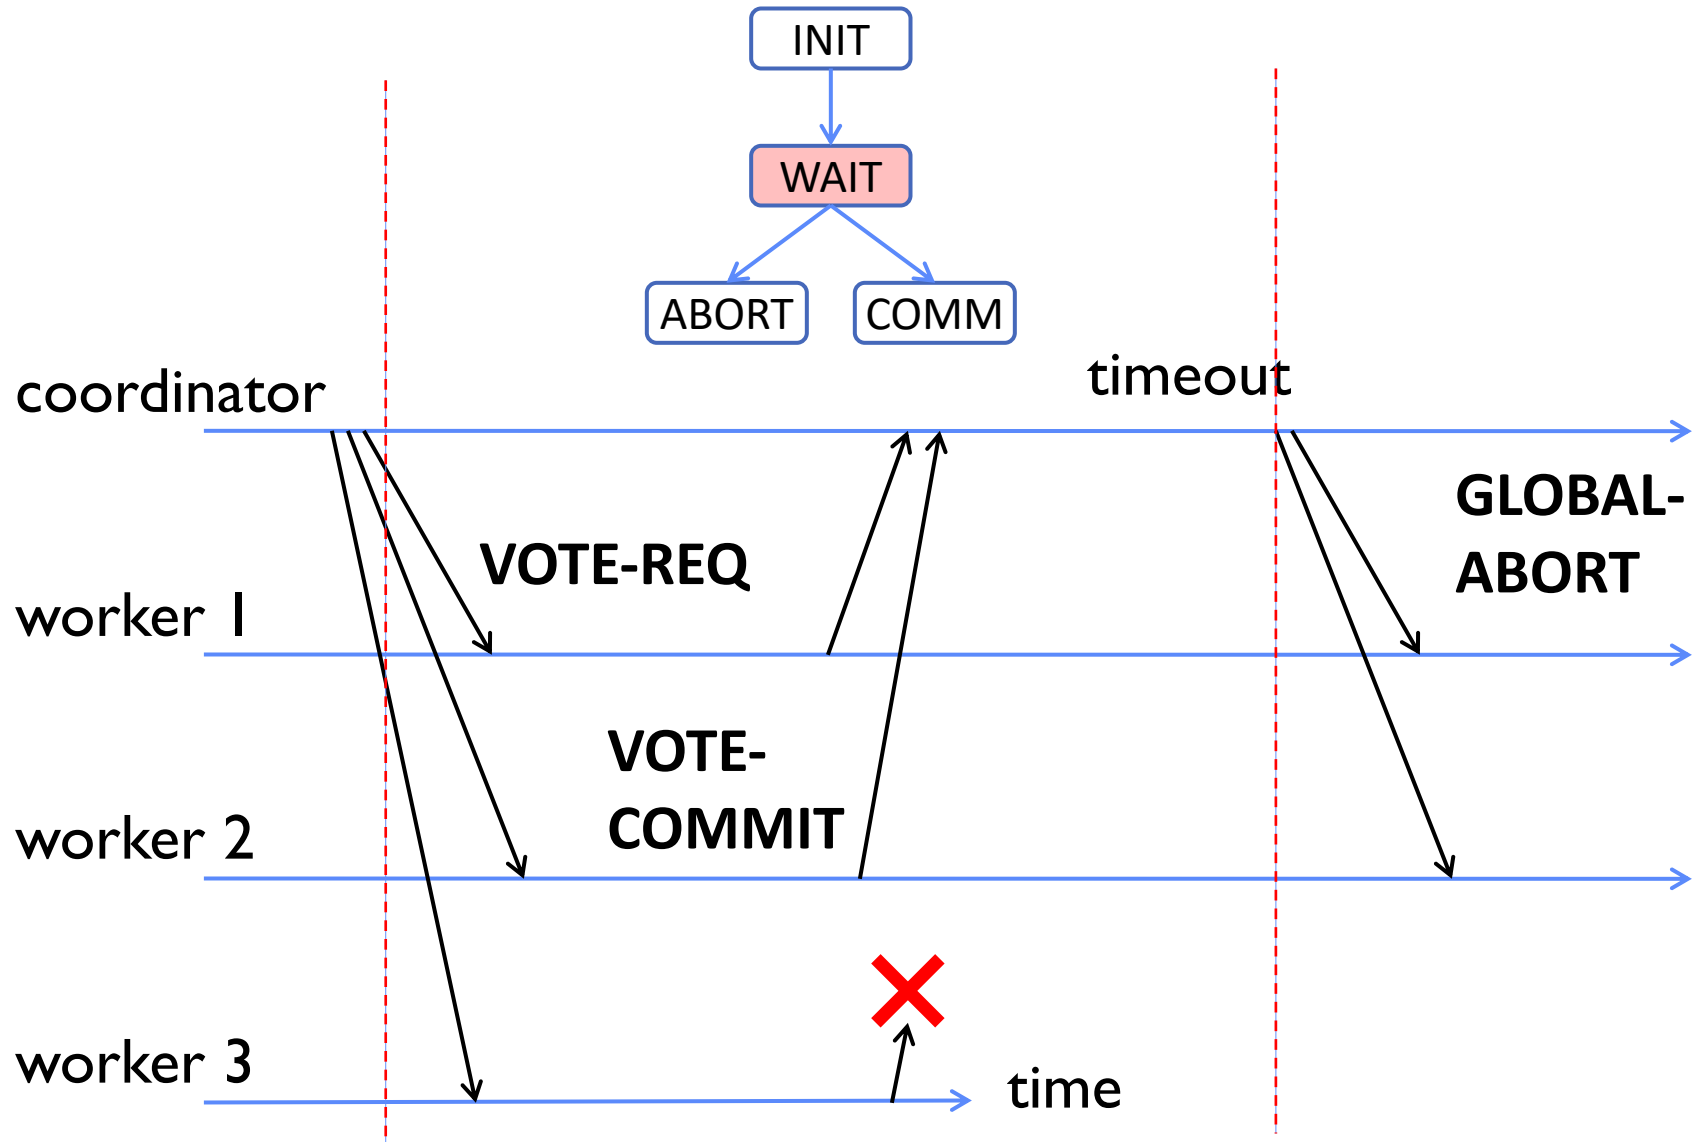 INIT
WAIT
ABORT
COMM
coordinator
timeout
GLOBAL-
ABORT
VOTE-REQ
worker 1
VOTE-
COMMIT
worker 2
worker 3
time